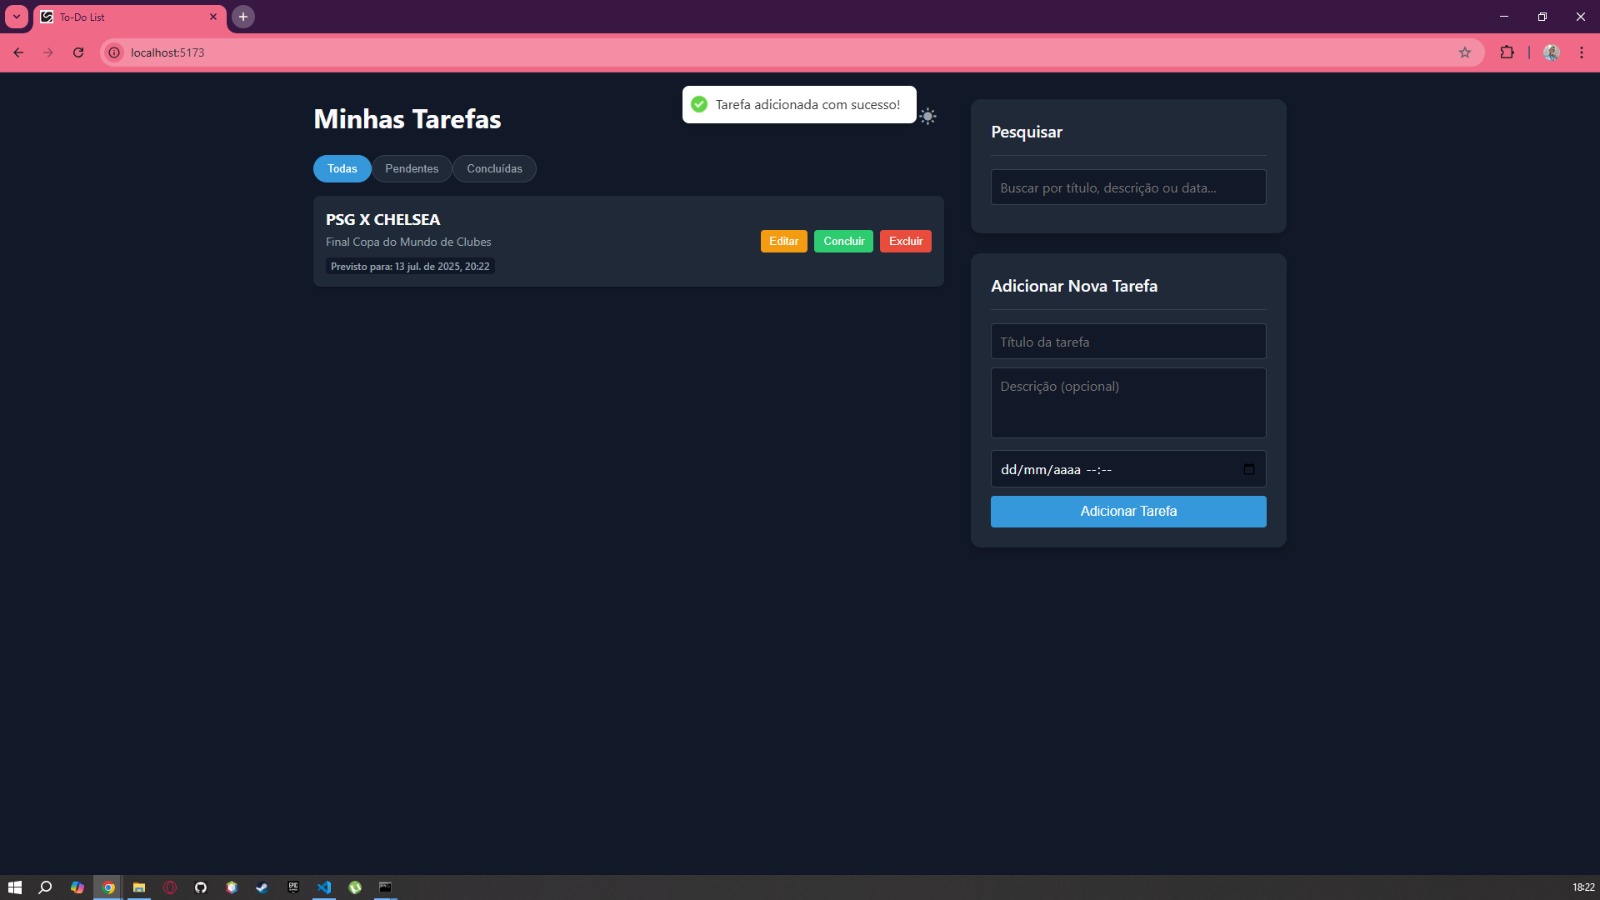 To-Do List
localhost:5173
Tarefa adicionada com sucesso!
Minhas Tarefas
Todas
Pendentes
Concluídas
PSG X CHELSEA
Final Copa do Mundo de Clubes
Previsto para: 13 jul. de 2025, 20:22
Editar
Concluir
Excluir
Pesquisar
Buscar por título, descrição ou data...
Adicionar Nova Tarefa
Título da tarefa
Descrição (opcional)
dd/mm/aaaa --:--
Adicionar Tarefa
18:22